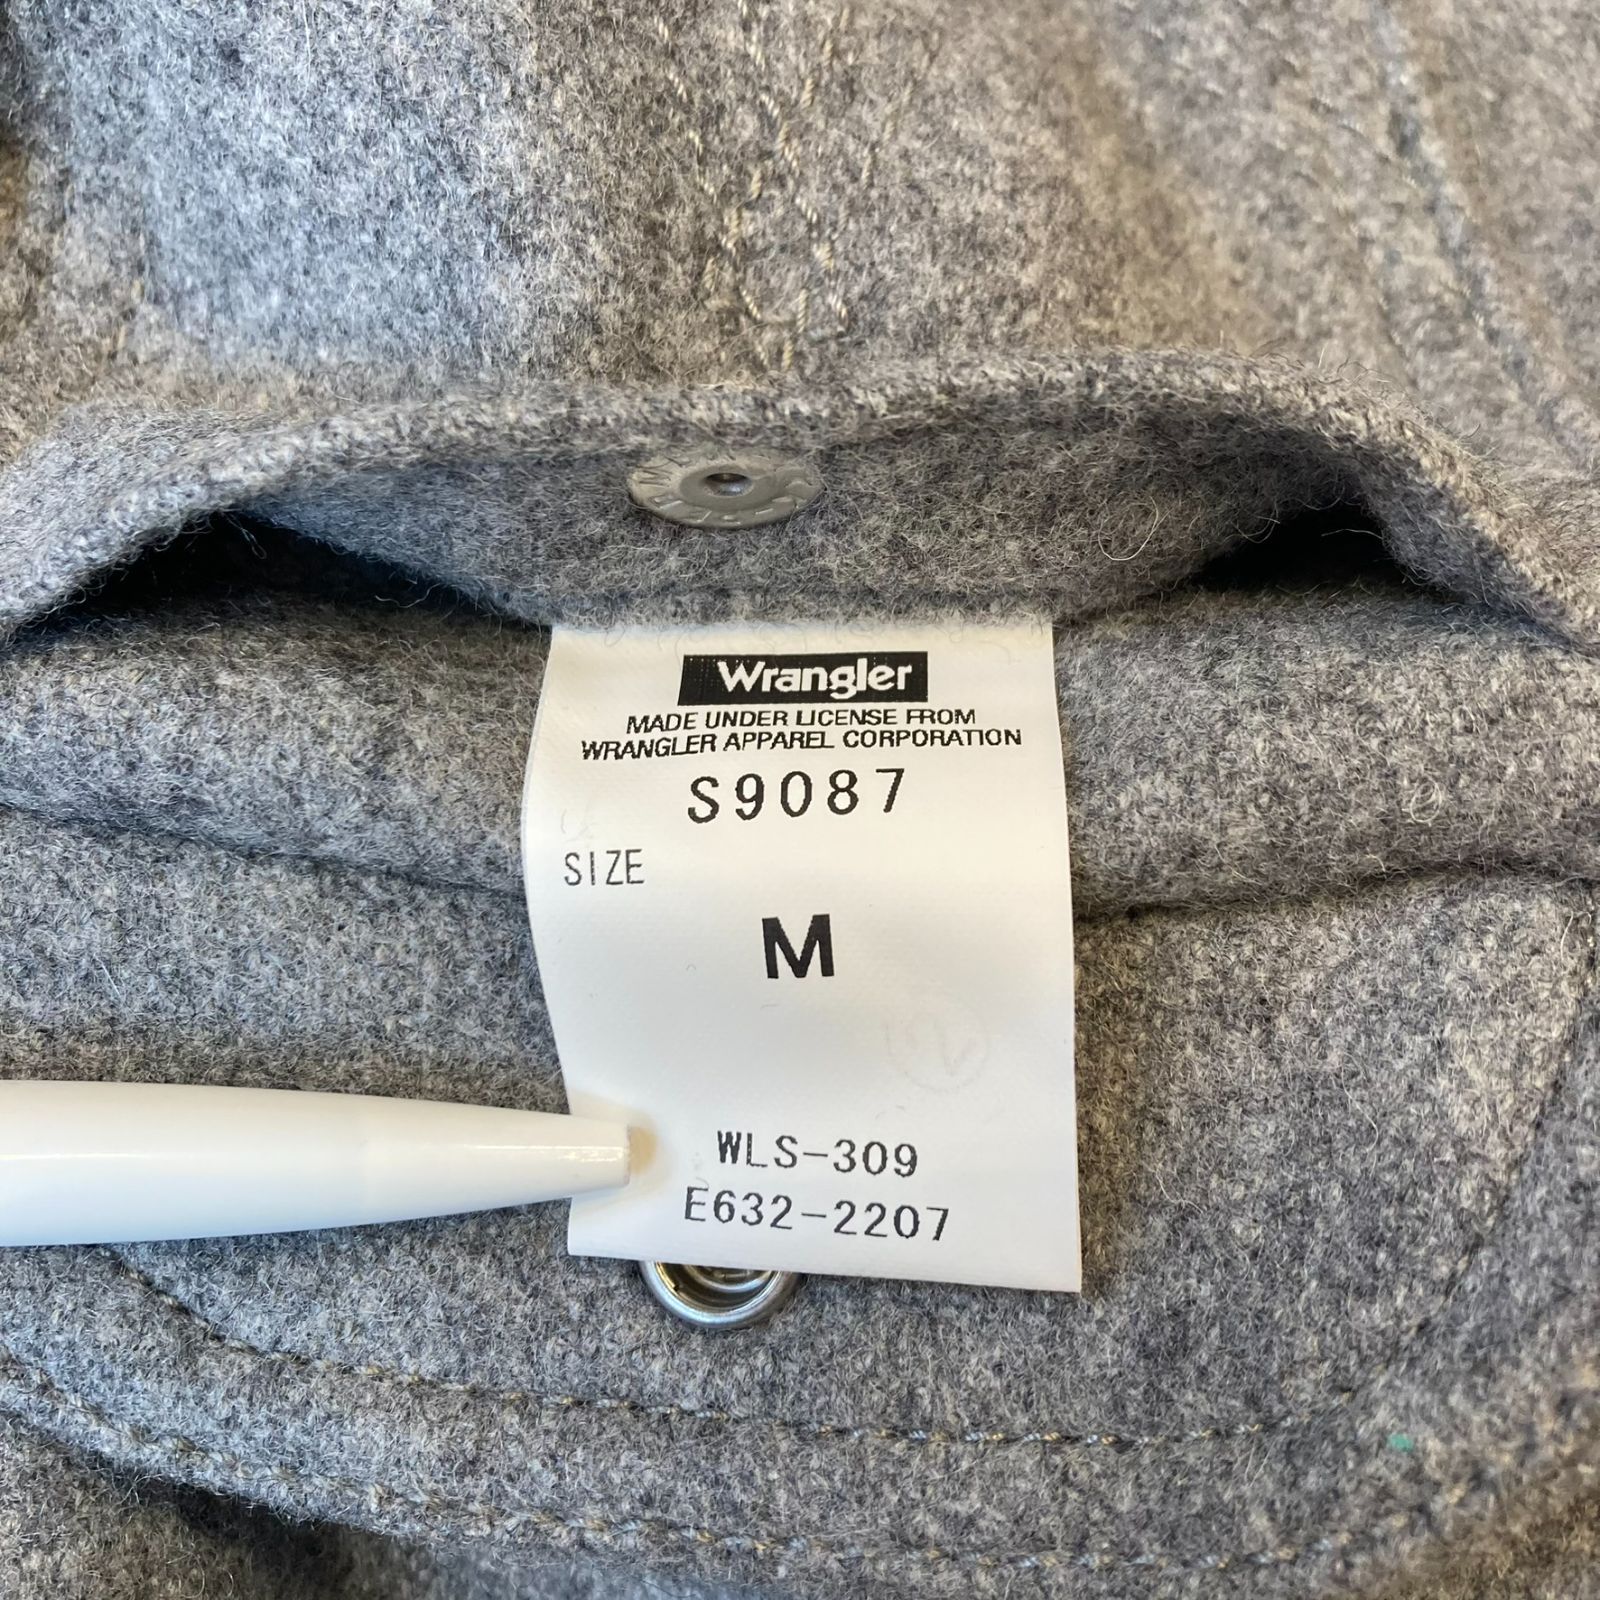 Wrangler
MADE UNDER LICENSE FROM
WRANGLER APPAREL CORPORATION
S9087
SIZE
M
WLS-309
E632-2207